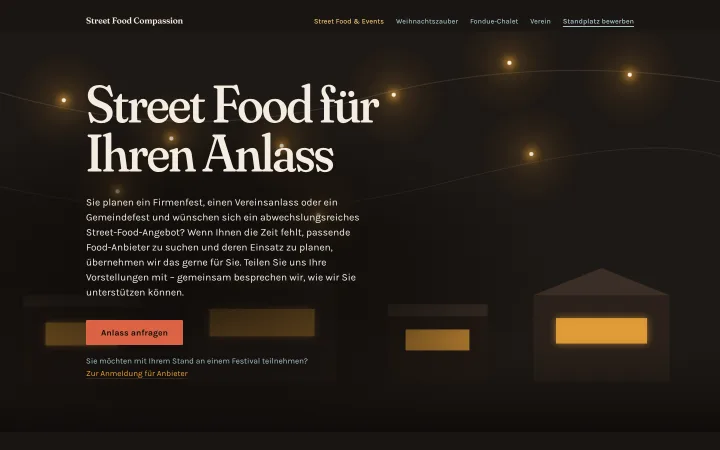 Street Food Compassion
Street Food & Events
Weihnachtszauber
Fondue-Chalet
Verein
Standplatz bewerben
Street Food für
Ihren Anlass
Sie planen ein Firmenfest, einen Vereinsanlass oder ein
Gemeindefest und wünschen sich ein abwechslungsreiches
Street-Food-Angebot? Wenn Ihnen die Zeit fehlt, passende
Food-Anbieter zu suchen und deren Einsatz zu planen,
übernehmen wir das gerne für Sie. Teilen Sie uns Ihre
Vorstellungen mit – gemeinsam besprechen wir, wie wir Sie
unterstützen können.
Anlass anfragen
Sie möchten mit Ihrem Stand an einem Festival teilnehmen?
Zur Anmeldung für Anbieter